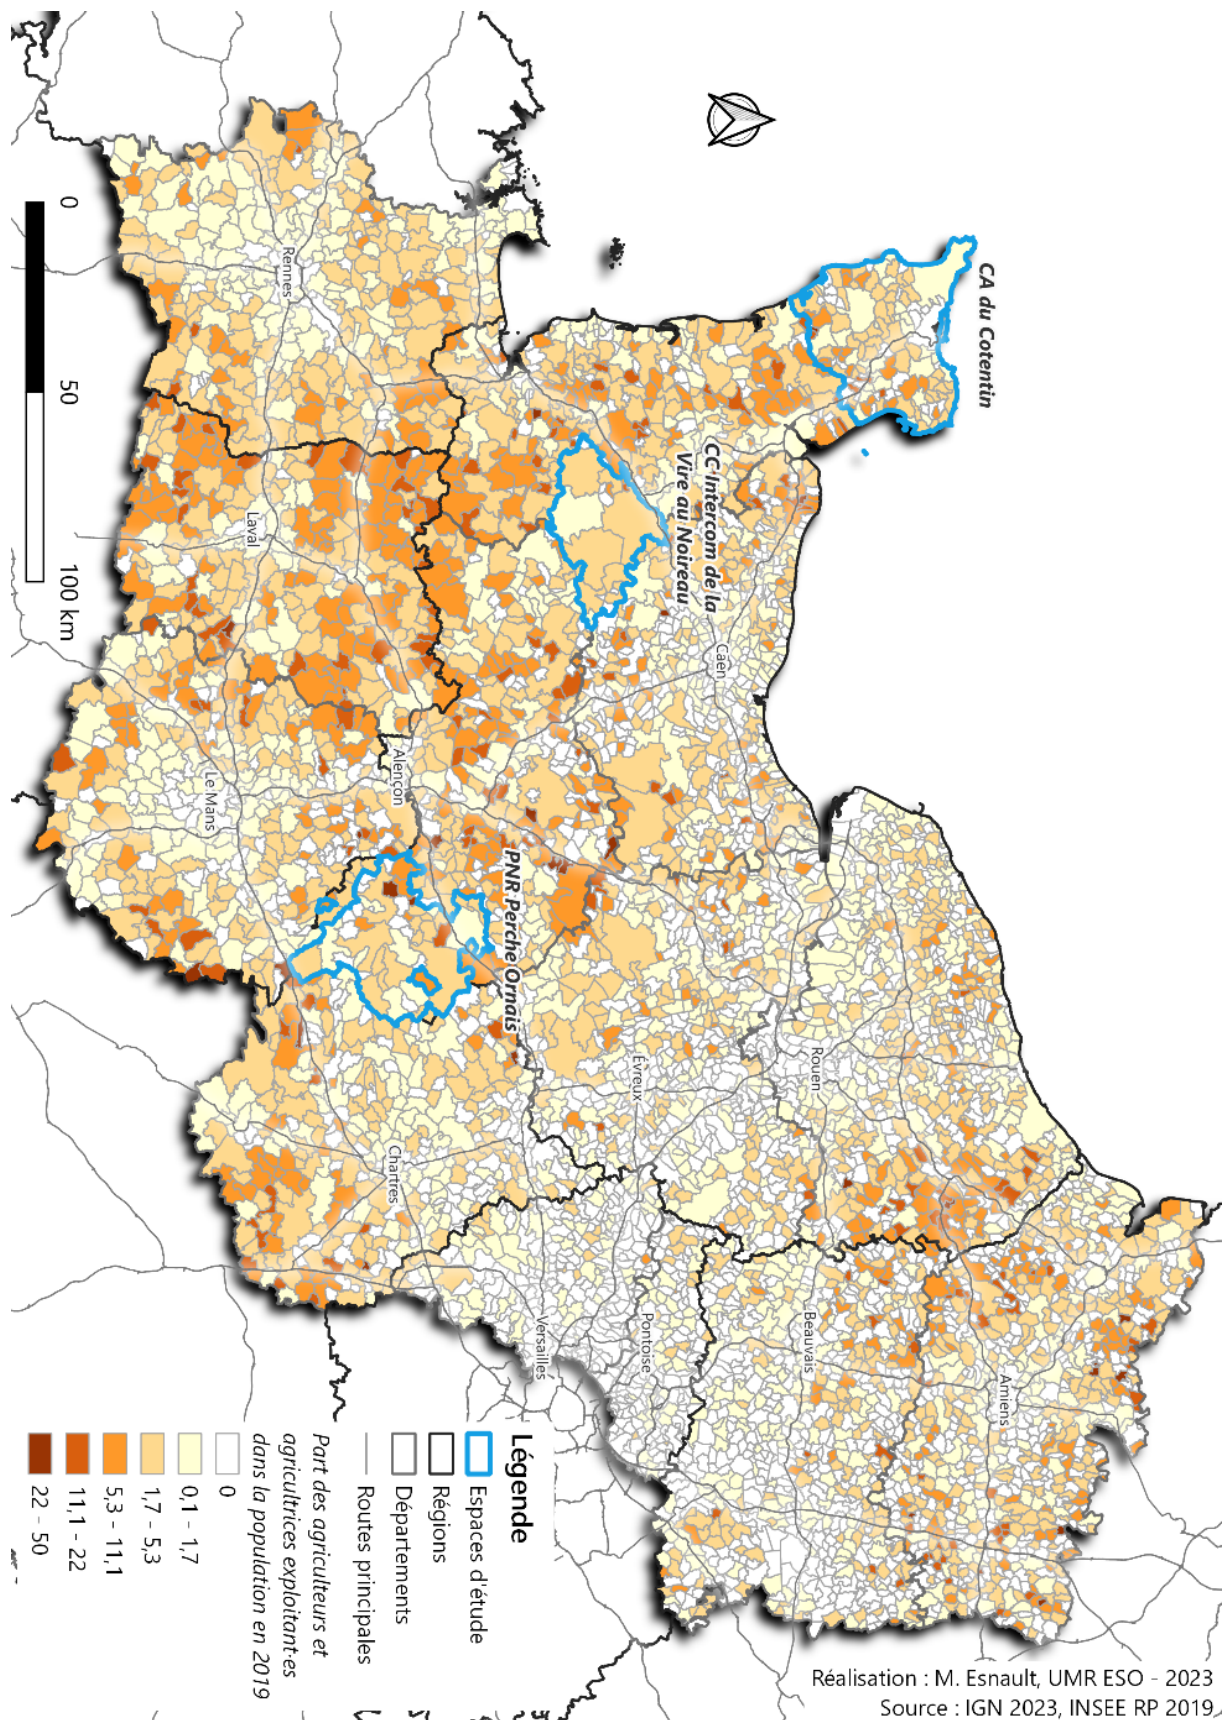 CA du Cotentin
CC Intercom de la
Vire au Noireau
PNR Perche Ornais
Rennes
Laval
Caen
Alençon
Le Mans
Rouen
Évreux
Chartres
Versailles
Pontoise
Beauvais
Amiens
0
50
100 km
Légende
Espaces d'étude
Régions
Départements
Routes principales
Part des agriculteurs et
agricultrices exploitant·es
dans la population en 2019
0
0,1 - 1,7
1,7 - 5,3
5,3 - 11,1
11,1 - 22
22 - 50
Réalisation : M. Esnault, UMR ESO - 2023
Source : IGN 2023, INSEE RP 2019